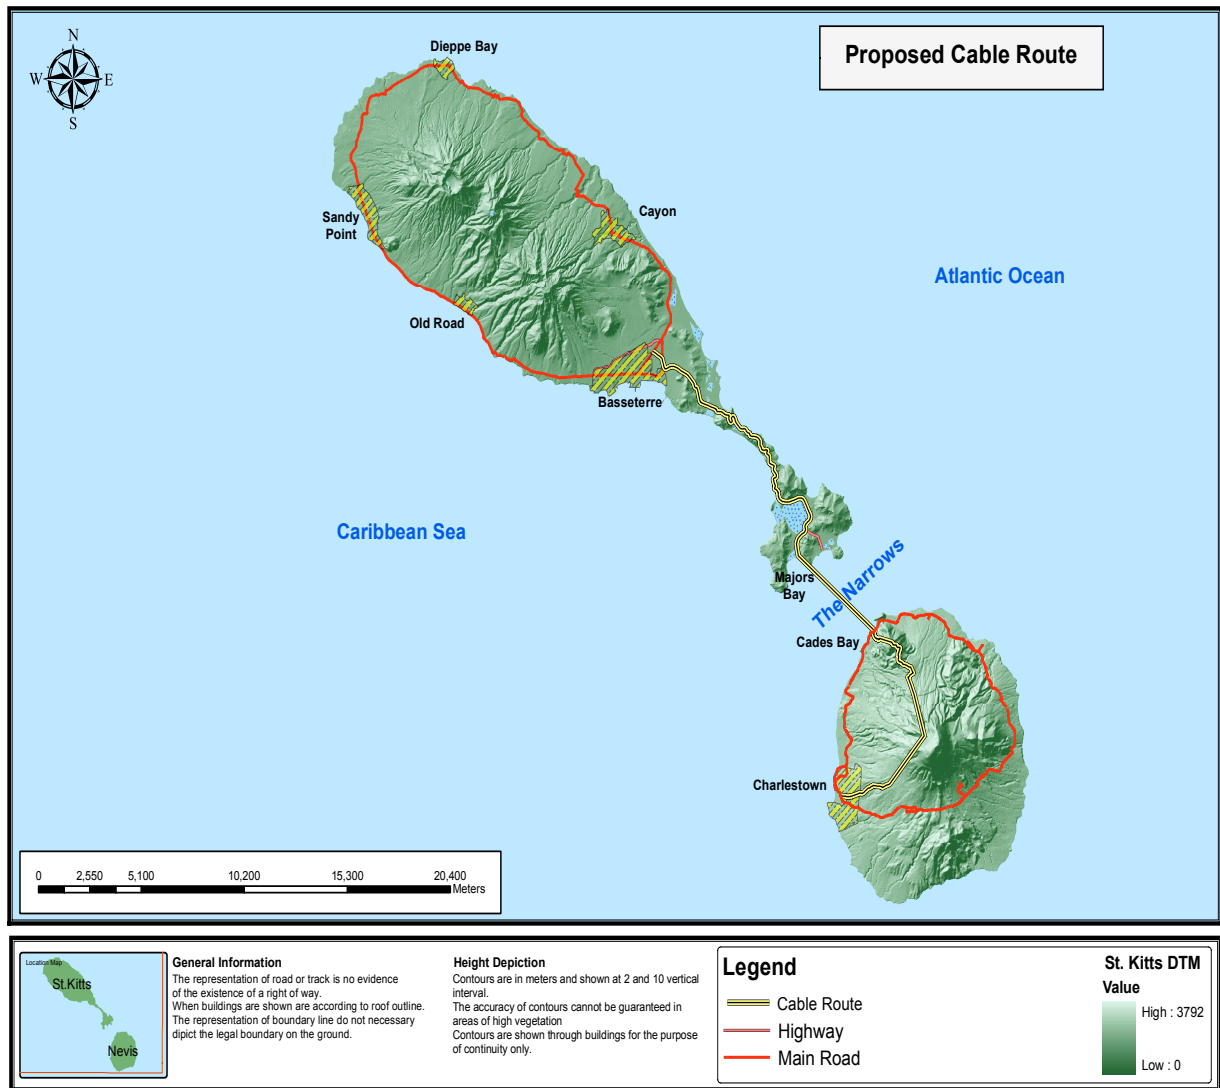 Proposed Cable Route
N
W
E
S
Dieppe Bay
Sandy
Point
Cayon
Old Road
Basseterre
Atlantic Ocean
Caribbean Sea
Majors
Bay
The Narrows
Cades Bay
Charlestown
0 2,550 5,100 10,200 15,300 20,400
Meters
Location Map
St.Kitts
Nevis
General Information
The representation of road or track is no evidence
of the existence of a right of way.
When buildings are shown are according to roof outline.
The representation of boundary line do not necessary
dipict the legal boundary on the ground.
Height Depiction
Contours are in meters and shown at 2 and 10 vertical
interval.
The accuracy of contours cannot be guaranteed in
areas of high vegetation
Contours are shown through buildings for the purpose
of continuity only.
Legend
Cable Route
Highway
Main Road
St. Kitts DTM
Value
High : 3792
Low : 0